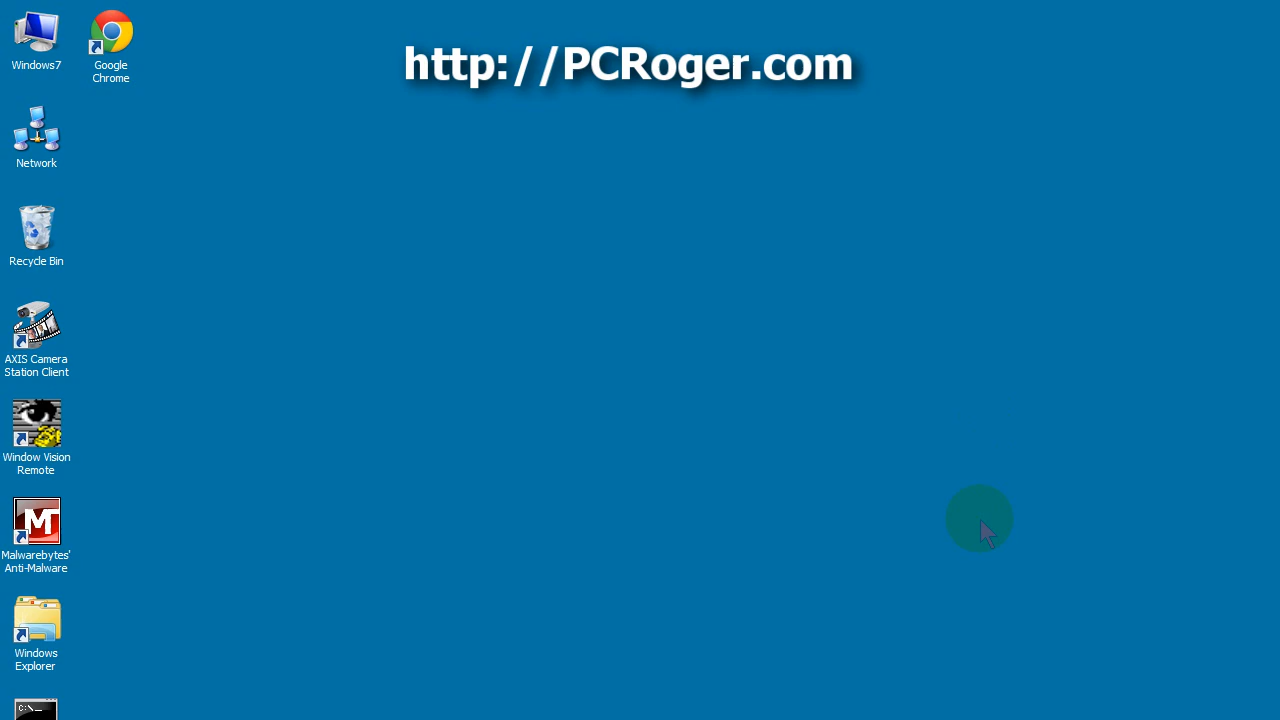 http://PCRoger.com
Windows7
Google
Chrome
Network
Recycle Bin
AXIS Camera
Station Client
Window Vision
Remote
Malwarebytes'
Anti-Malware
Windows
Explorer
C:\_